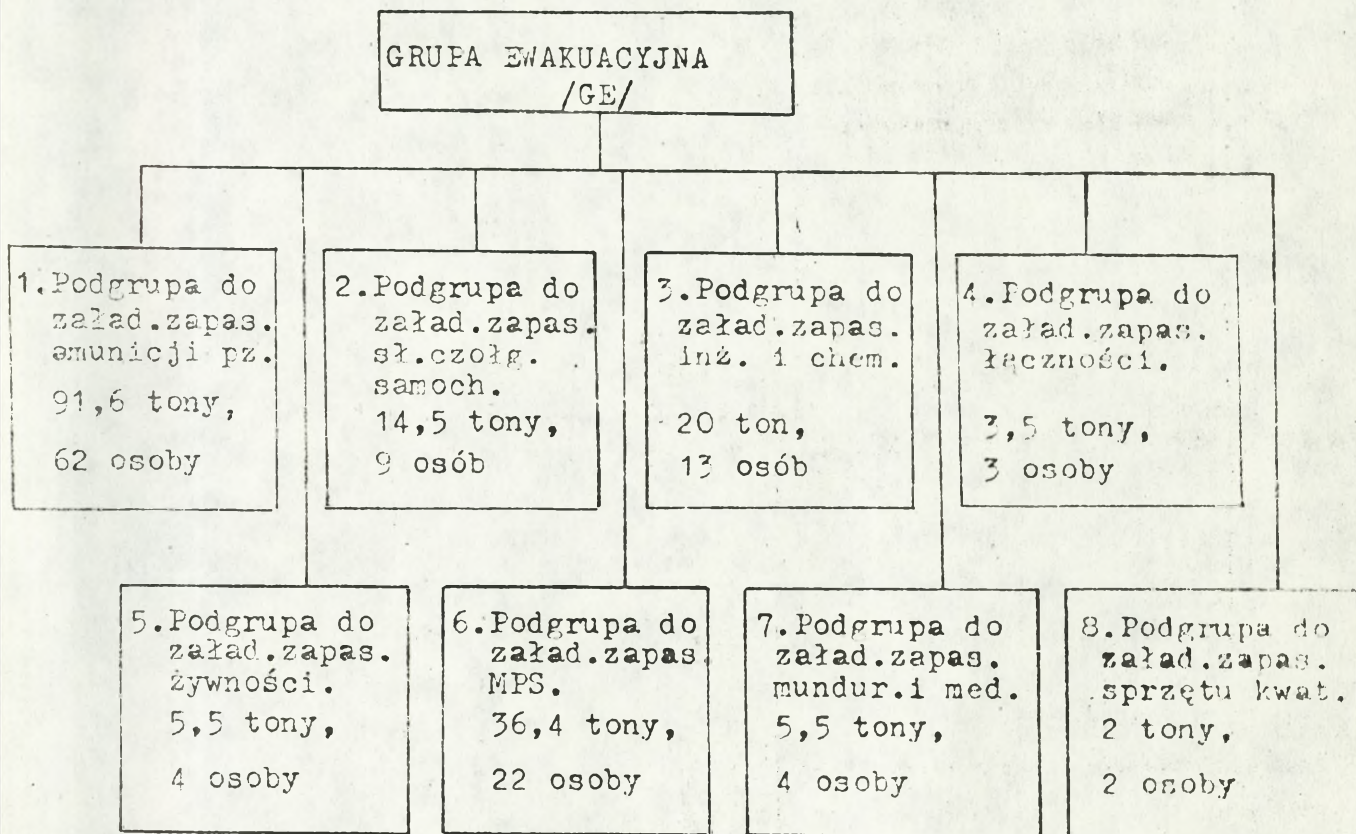 GRUPA EWAKUACYJNA
/GE/
1.Podgrupa do
załad.zapas.
amunicji pz.
91,6 tony,
62 osoby
2.Podgrupa do
załad.zapas.
sł.czołg.
samoch.
14,5 tony,
9 osób
3.Podgrupa do
załad.zapas.
inż. i chem.
20 ton,
13 osób
4.Podgrupa do
załad.zapas.
łączności.
3,5 tony,
3 osoby
5.Podgrupa do
załad.zapas.
żywności.
5,5 tony,
4 osoby
6.Podgrupa do
załad.zapas.
MPS.
36,4 tony,
22 osoby
7.Podgrupa do
załad.zapas.
mundur.i med.
5,5 tony,
4 osoby
8.Podgrupa do
załad.zapas.
sprzętu kwat.
2 tony,
2 osoby